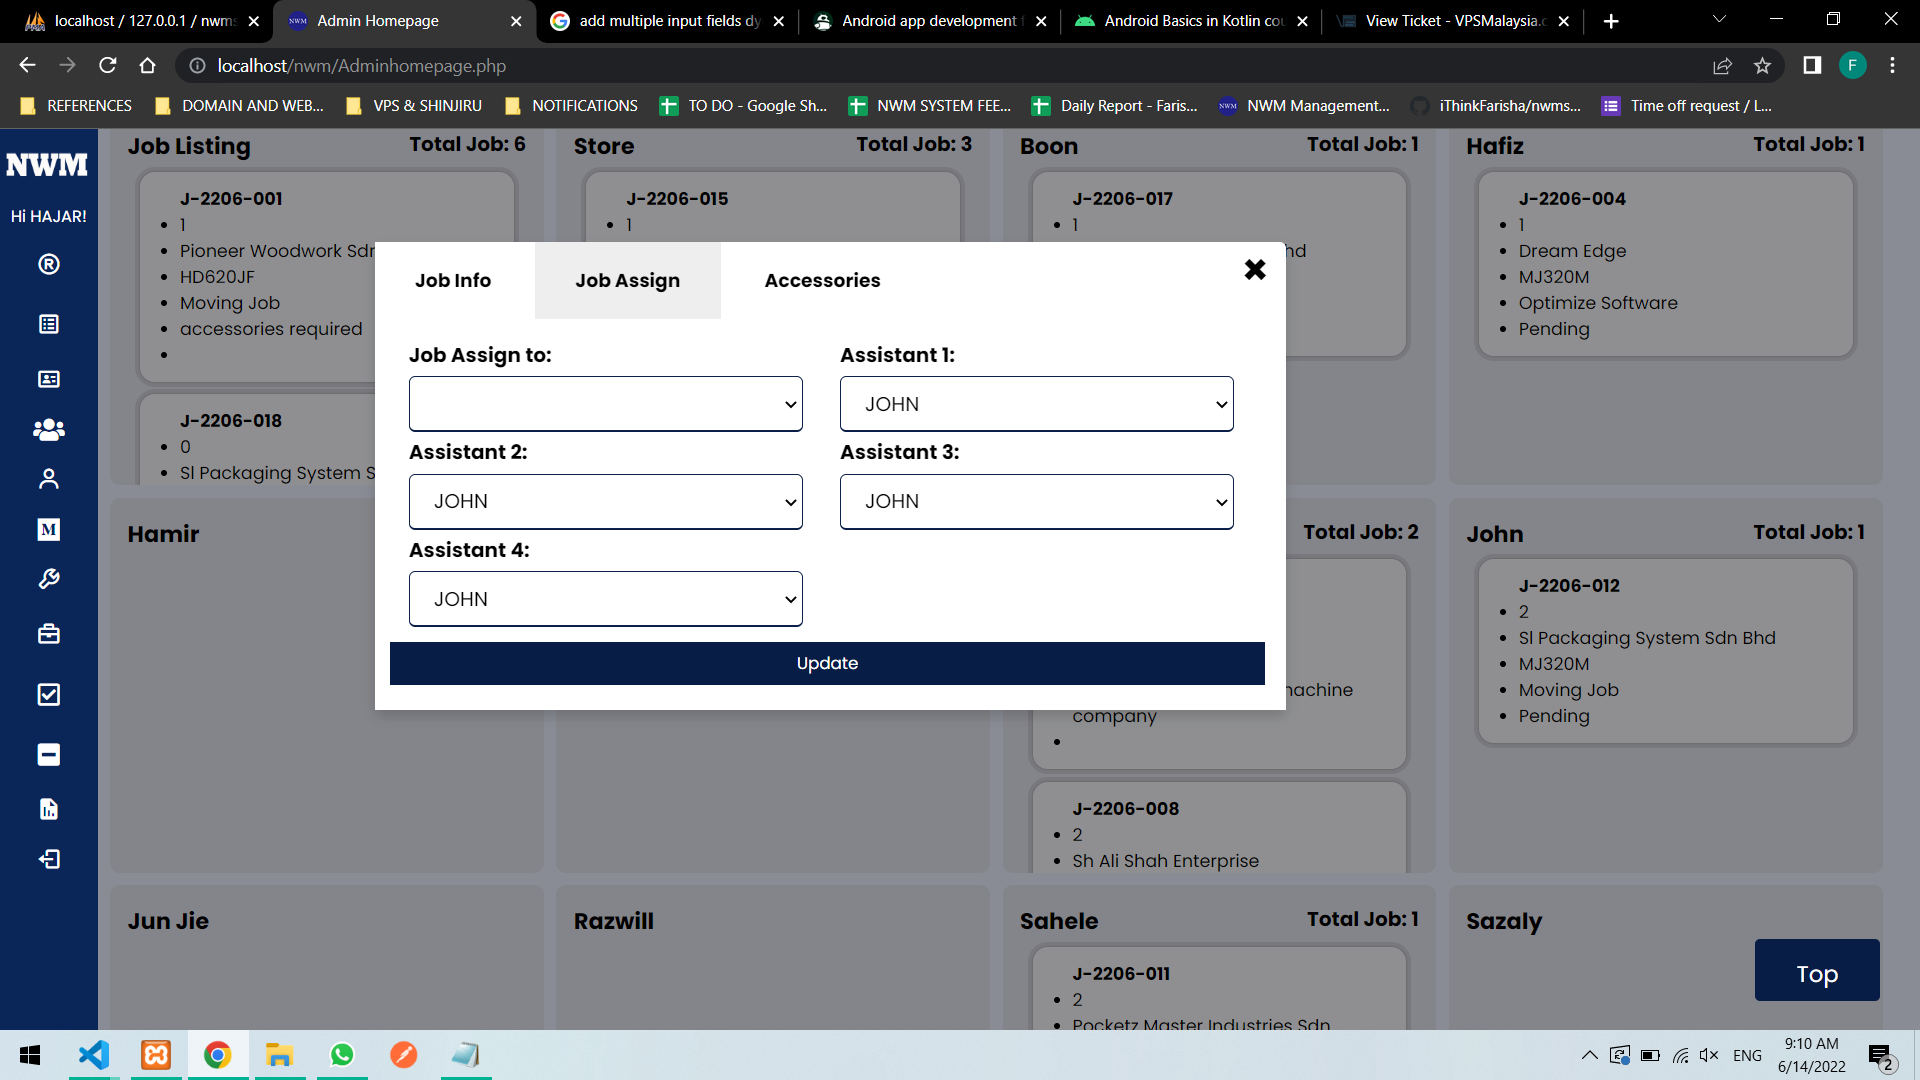 localhost / 127.0.0.1 / nwms
Admin Homepage
add multiple input fields dy
Android app development f
Android Basics in Kotlin cou
View Ticket - VPSMalaysia.c
localhost/nwm/Adminhomepage.php
F
REFERENCES
DOMAIN AND WEB...
VPS & SHINJIRU
NOTIFICATIONS
TO DO - Google Sh...
NWM SYSTEM FEE...
Daily Report - Faris...
NWM Management...
iThinkFarisha/nwms...
Time off request / L...
NWM
Hi HAJAR!
Job Listing
Total Job: 6
J-2206-001
1
Pioneer Woodwork Sdn
HD620JF
Moving Job
accessories required
J-2206-018
0
Sl Packaging System S
Store
Total Job: 3
J-2206-015
1
Boon
Total Job: 1
J-2206-017
1
hd
Hafiz
Total Job: 1
J-2206-004
1
Dream Edge
MJ320M
Optimize Software
Pending
Job Info
Job Assign
Accessories
Job Assign to:
Assistant 1:
JOHN
Assistant 2:
JOHN
Assistant 3:
JOHN
Assistant 4:
JOHN
Update
Hamir
Total Job: 2
machine
company
J-2206-008
2
Sh Ali Shah Enterprise
John
Total Job: 1
J-2206-012
2
Sl Packaging System Sdn Bhd
MJ320M
Moving Job
Pending
Jun Jie
Razwill
Sahele
Total Job: 1
J-2206-011
2
Pocketz Master Industries Sdn
Sazaly
Top
ENG
9:10 AM
6/14/2022
2